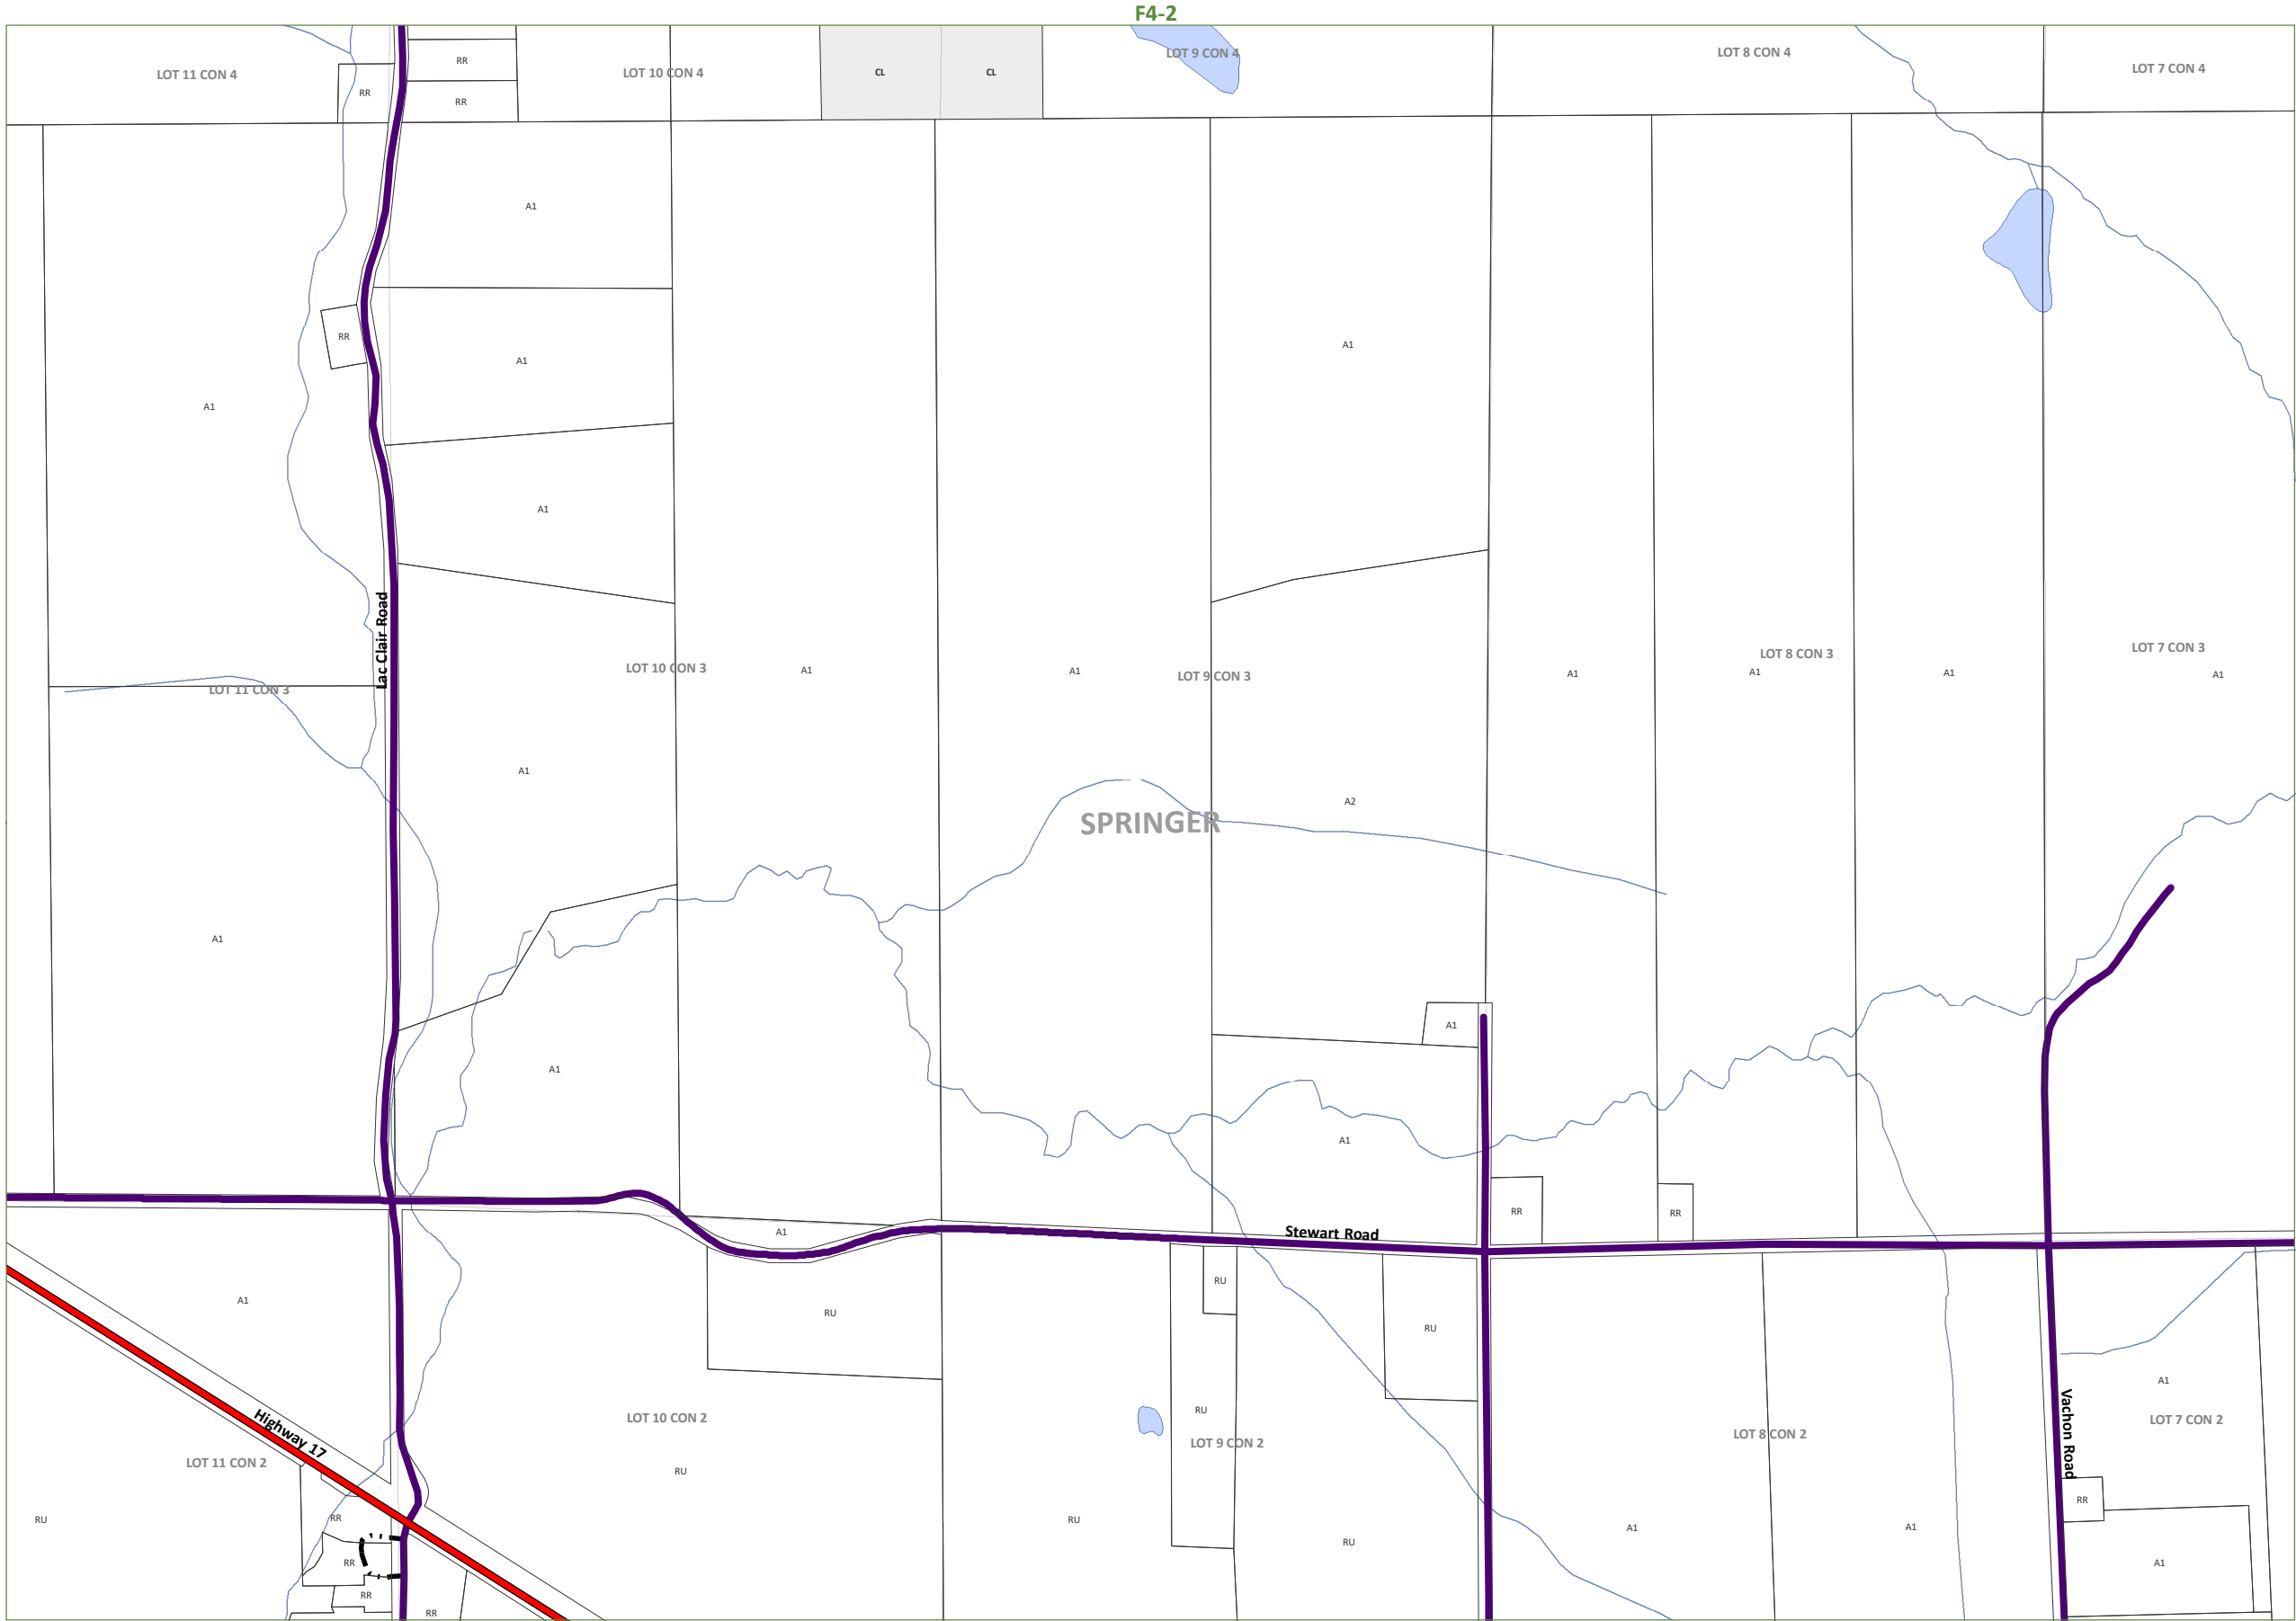 F4-2
LOT 11 CON 4
RR
RR
RR
LOT 10 CON 4
CL
CL
LOT 9 CON 4
LOT 8 CON 4
LOT 7 CON 4
A1
RR
A1
A1
A1
A1
A1
Lac Clair Road
LOT 11 CON 3
LOT 10 CON 3
A1
A1
LOT 9 CON 3
A1
LOT 8 CON 3
A1
A1
LOT 7 CON 3
A1
A1
A2
SPRINGER
A1
A1
A1
A1
RR
RR
A1
Stewart Road
A1
RU
RU
RU
A1
Vachon Road
LOT 10 CON 2
RU
LOT 9 CON 2
LOT 8 CON 2
LOT 7 CON 2
Highway 17
LOT 11 CON 2
RU
RU
RR
RU
RU
A1
A1
RR
RR
A1
RR
RR